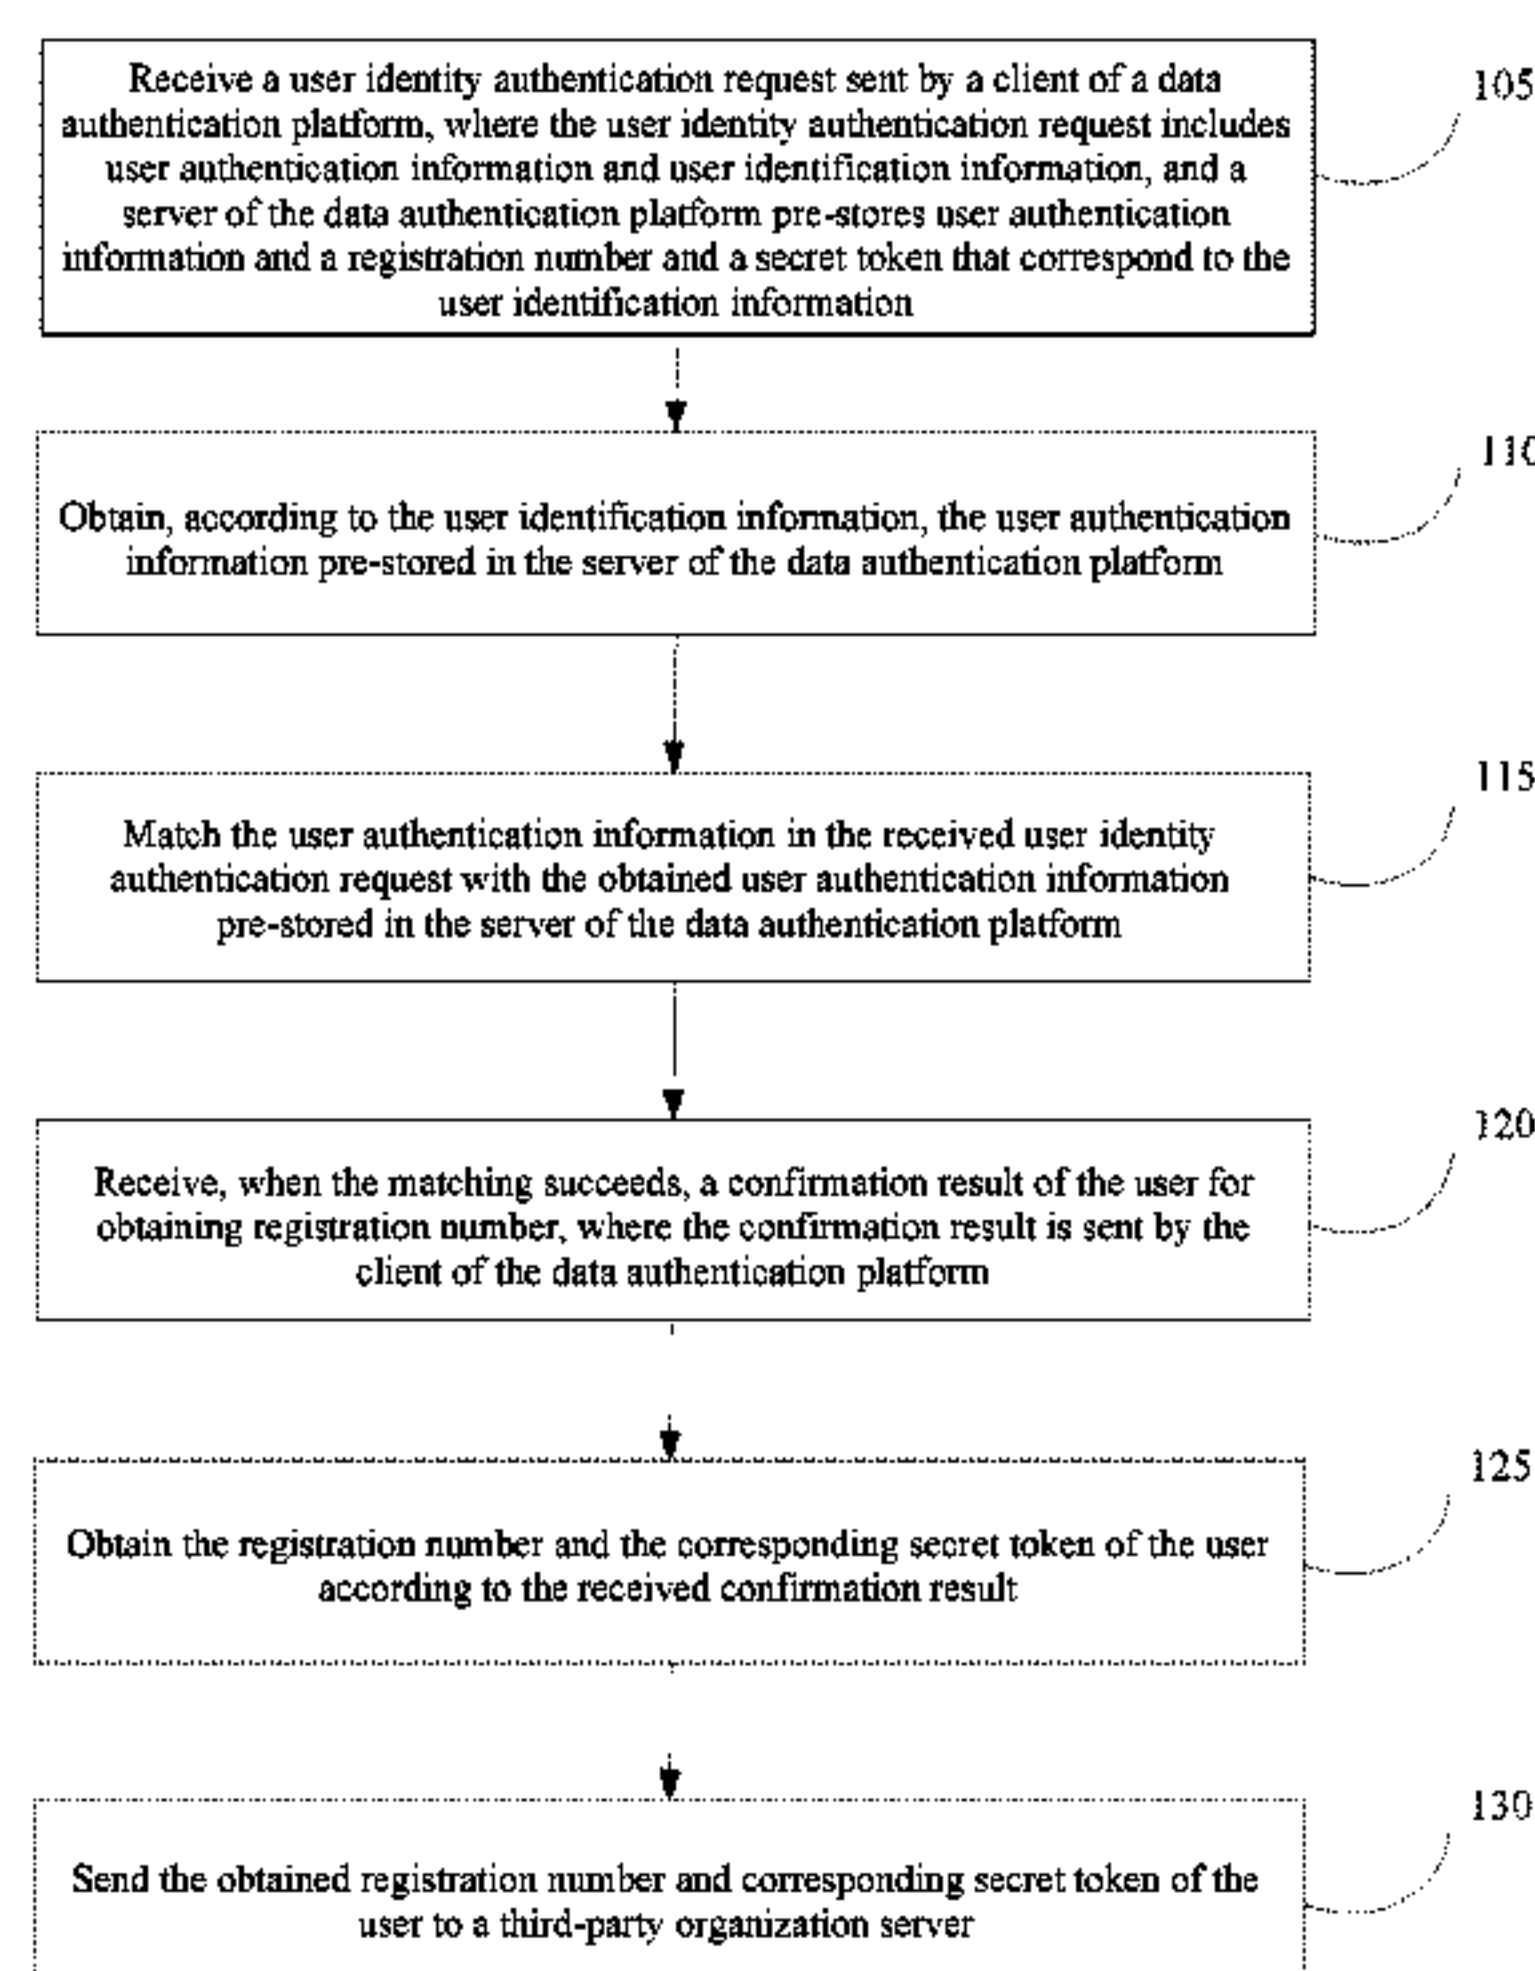 Receive a user identity authentication request sent by a client of a data
authentication platform, where the user identity authentication request includes
user authentication information and user identification information, and a
server of the data authentication platform pre-stores user authentication
information and a registration number and a secret token that correspond to the
user identification information
105
110
Obtain, according to the user identification information, the user authentication
information pre-stored in the server of the data authentication platform
115
Match the user authentication information in the received user identity
authentication request with the obtained user authentication information
pre-stored in the server of the data authentication platform
120
Receive, when the matching succeeds, a confirmation result of the user for
obtaining registration number, where the confirmation result is sent by the
client of the data authentication platform
125
Obtain the registration number and the corresponding secret token of the user
according to the received confirmation result
130
Send the obtained registration number and corresponding secret token of the
user to a third-party organization server